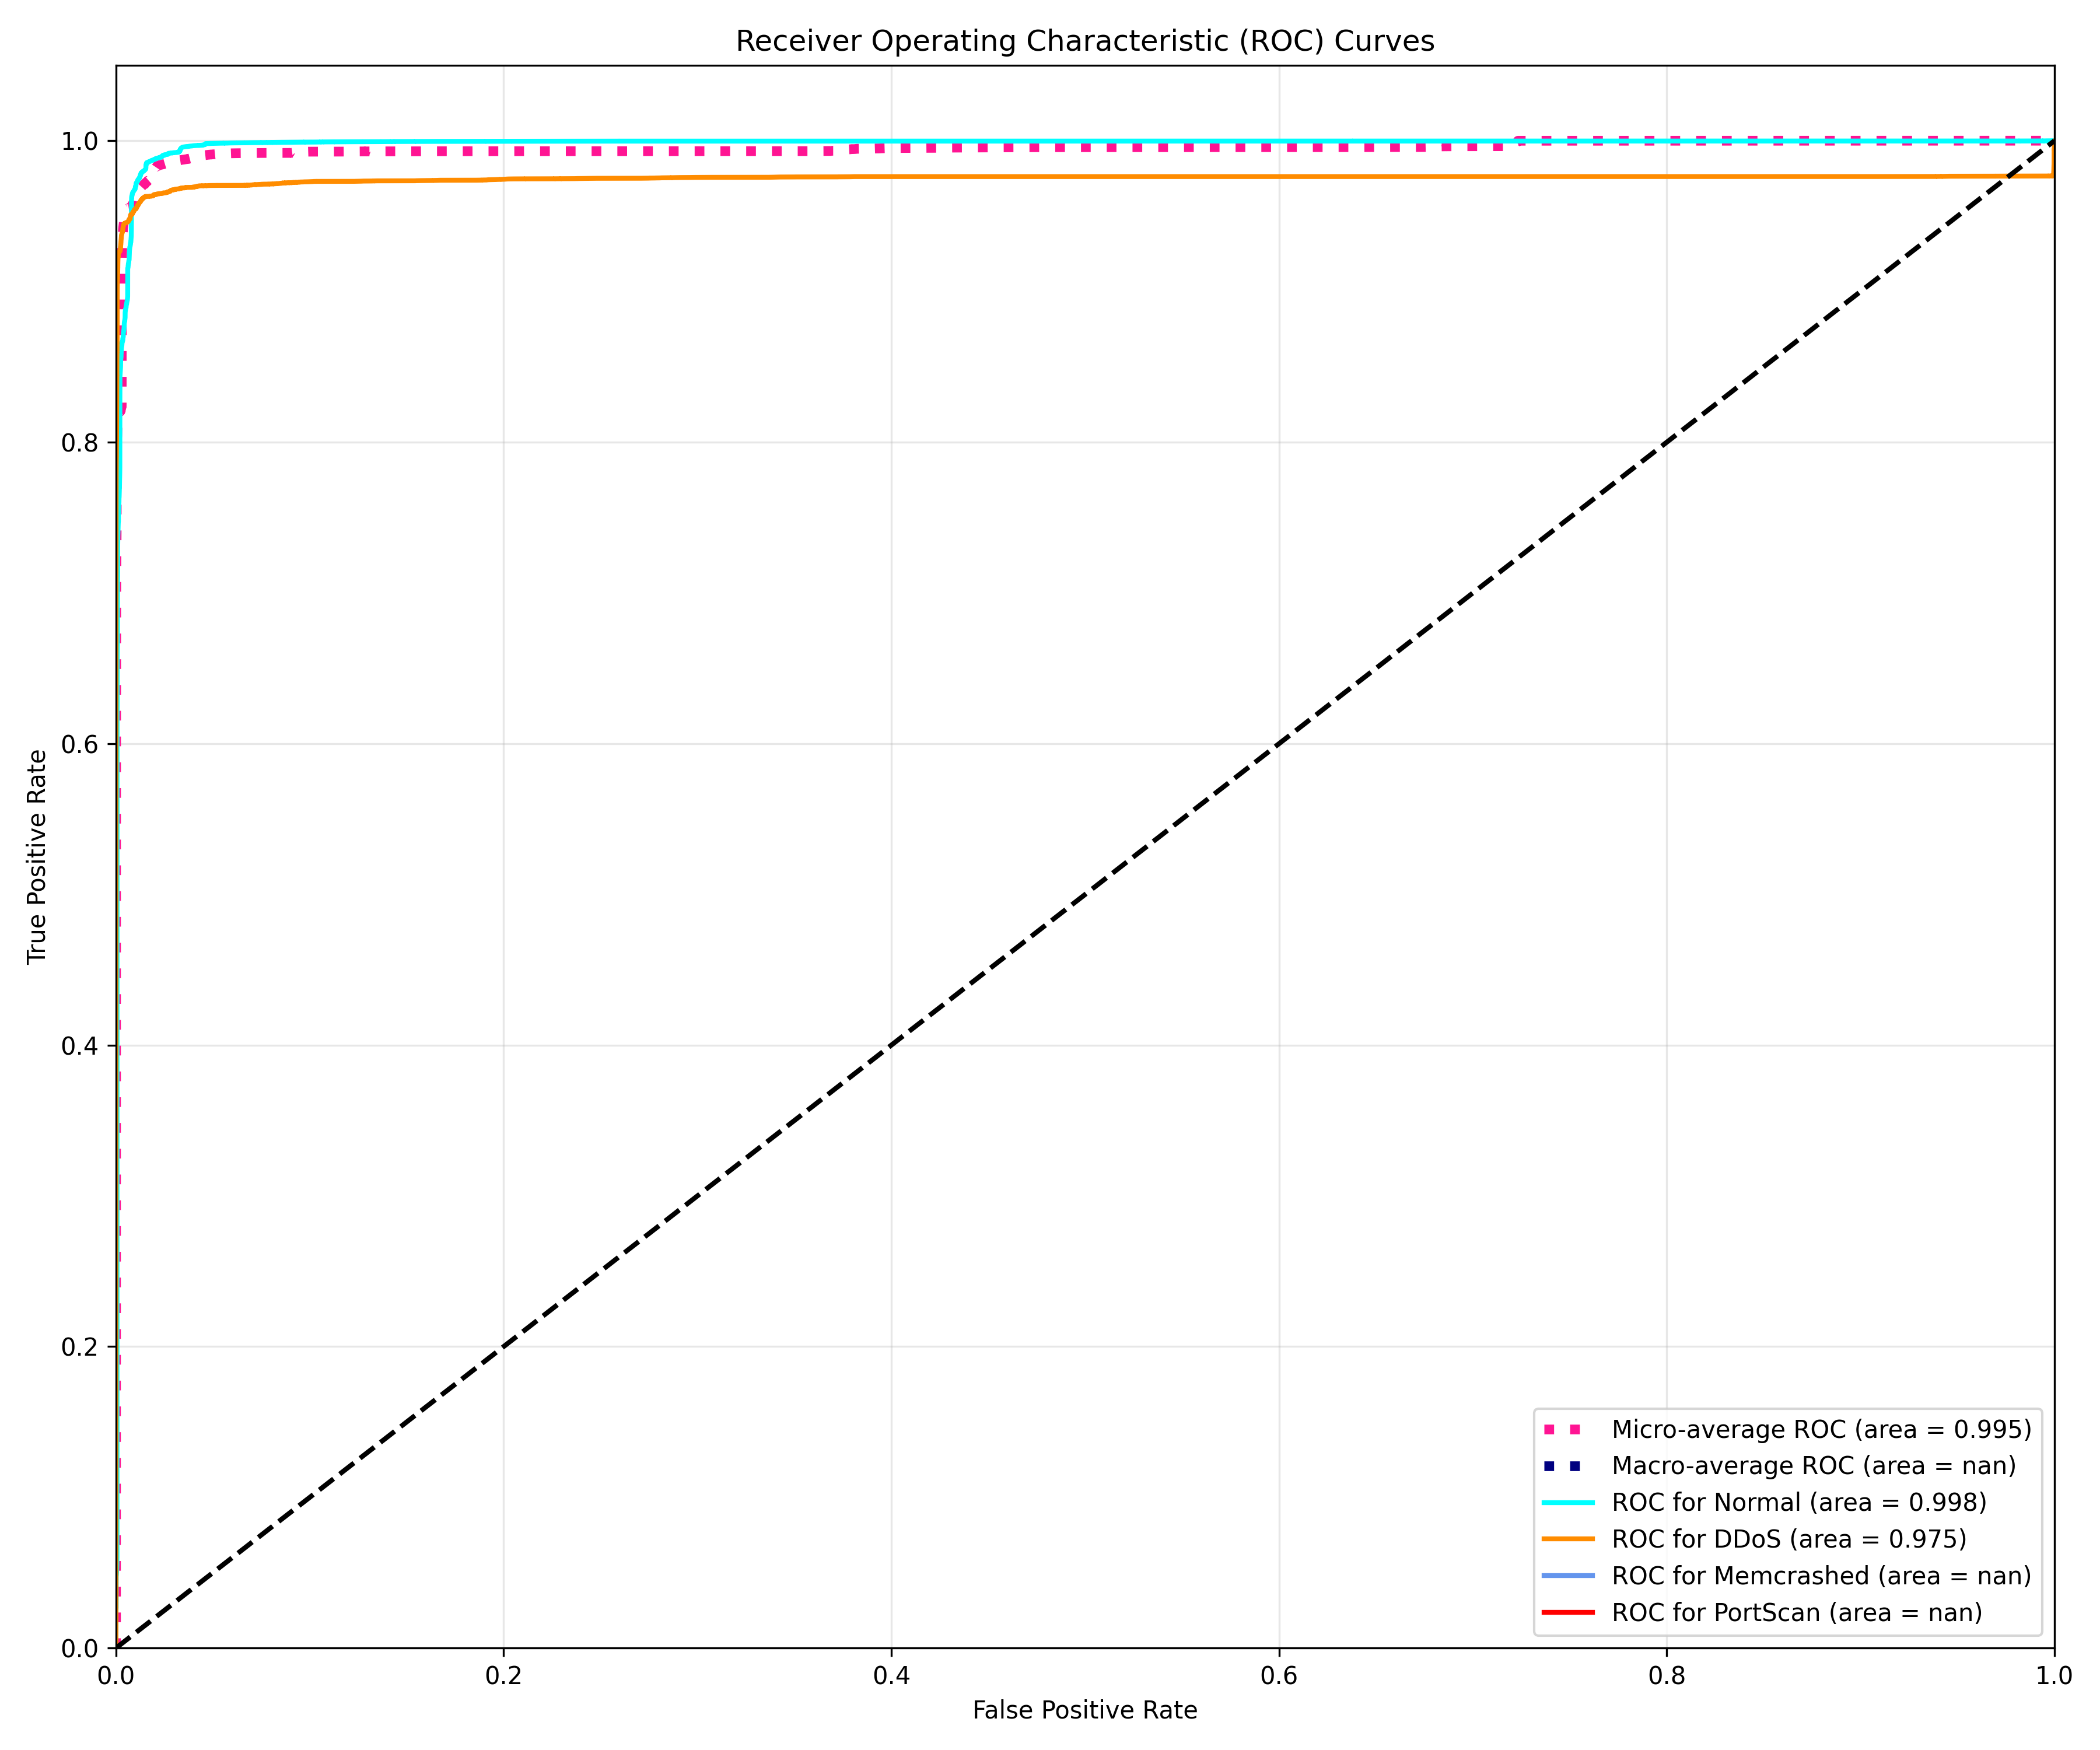 Receiver Operating Characteristic (ROC) Curves
1.0
0.8
0.6
0.4
0.2
0.0
True Positive Rate
0.0 0.2 0.4 0.6 0.8 1.0
False Positive Rate
Micro-average ROC (area = 0.995)
Macro-average ROC (area = nan)
ROC for Normal (area = 0.998)
ROC for DDoS (area = 0.975)
ROC for Memcrashed (area = nan)
ROC for PortScan (area = nan)